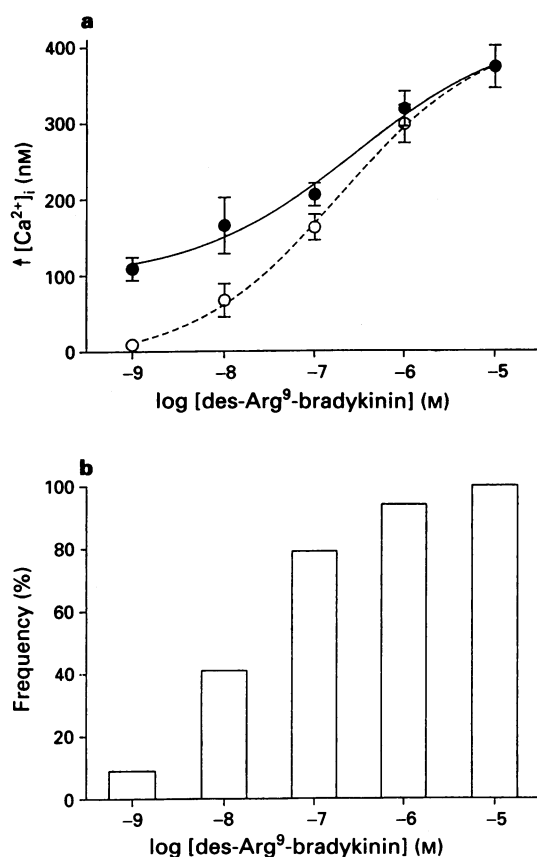 a
400
300
200
100
0
↑ [Ca²⁺]ᵢ (nM)
−9 −8 −7 −6 −5
log [des-Arg⁹-bradykinin] (M)
b
100
80
60
40
20
0
Frequency (%)
−9 −8 −7 −6 −5
log [des-Arg⁹-bradykinin] (M)